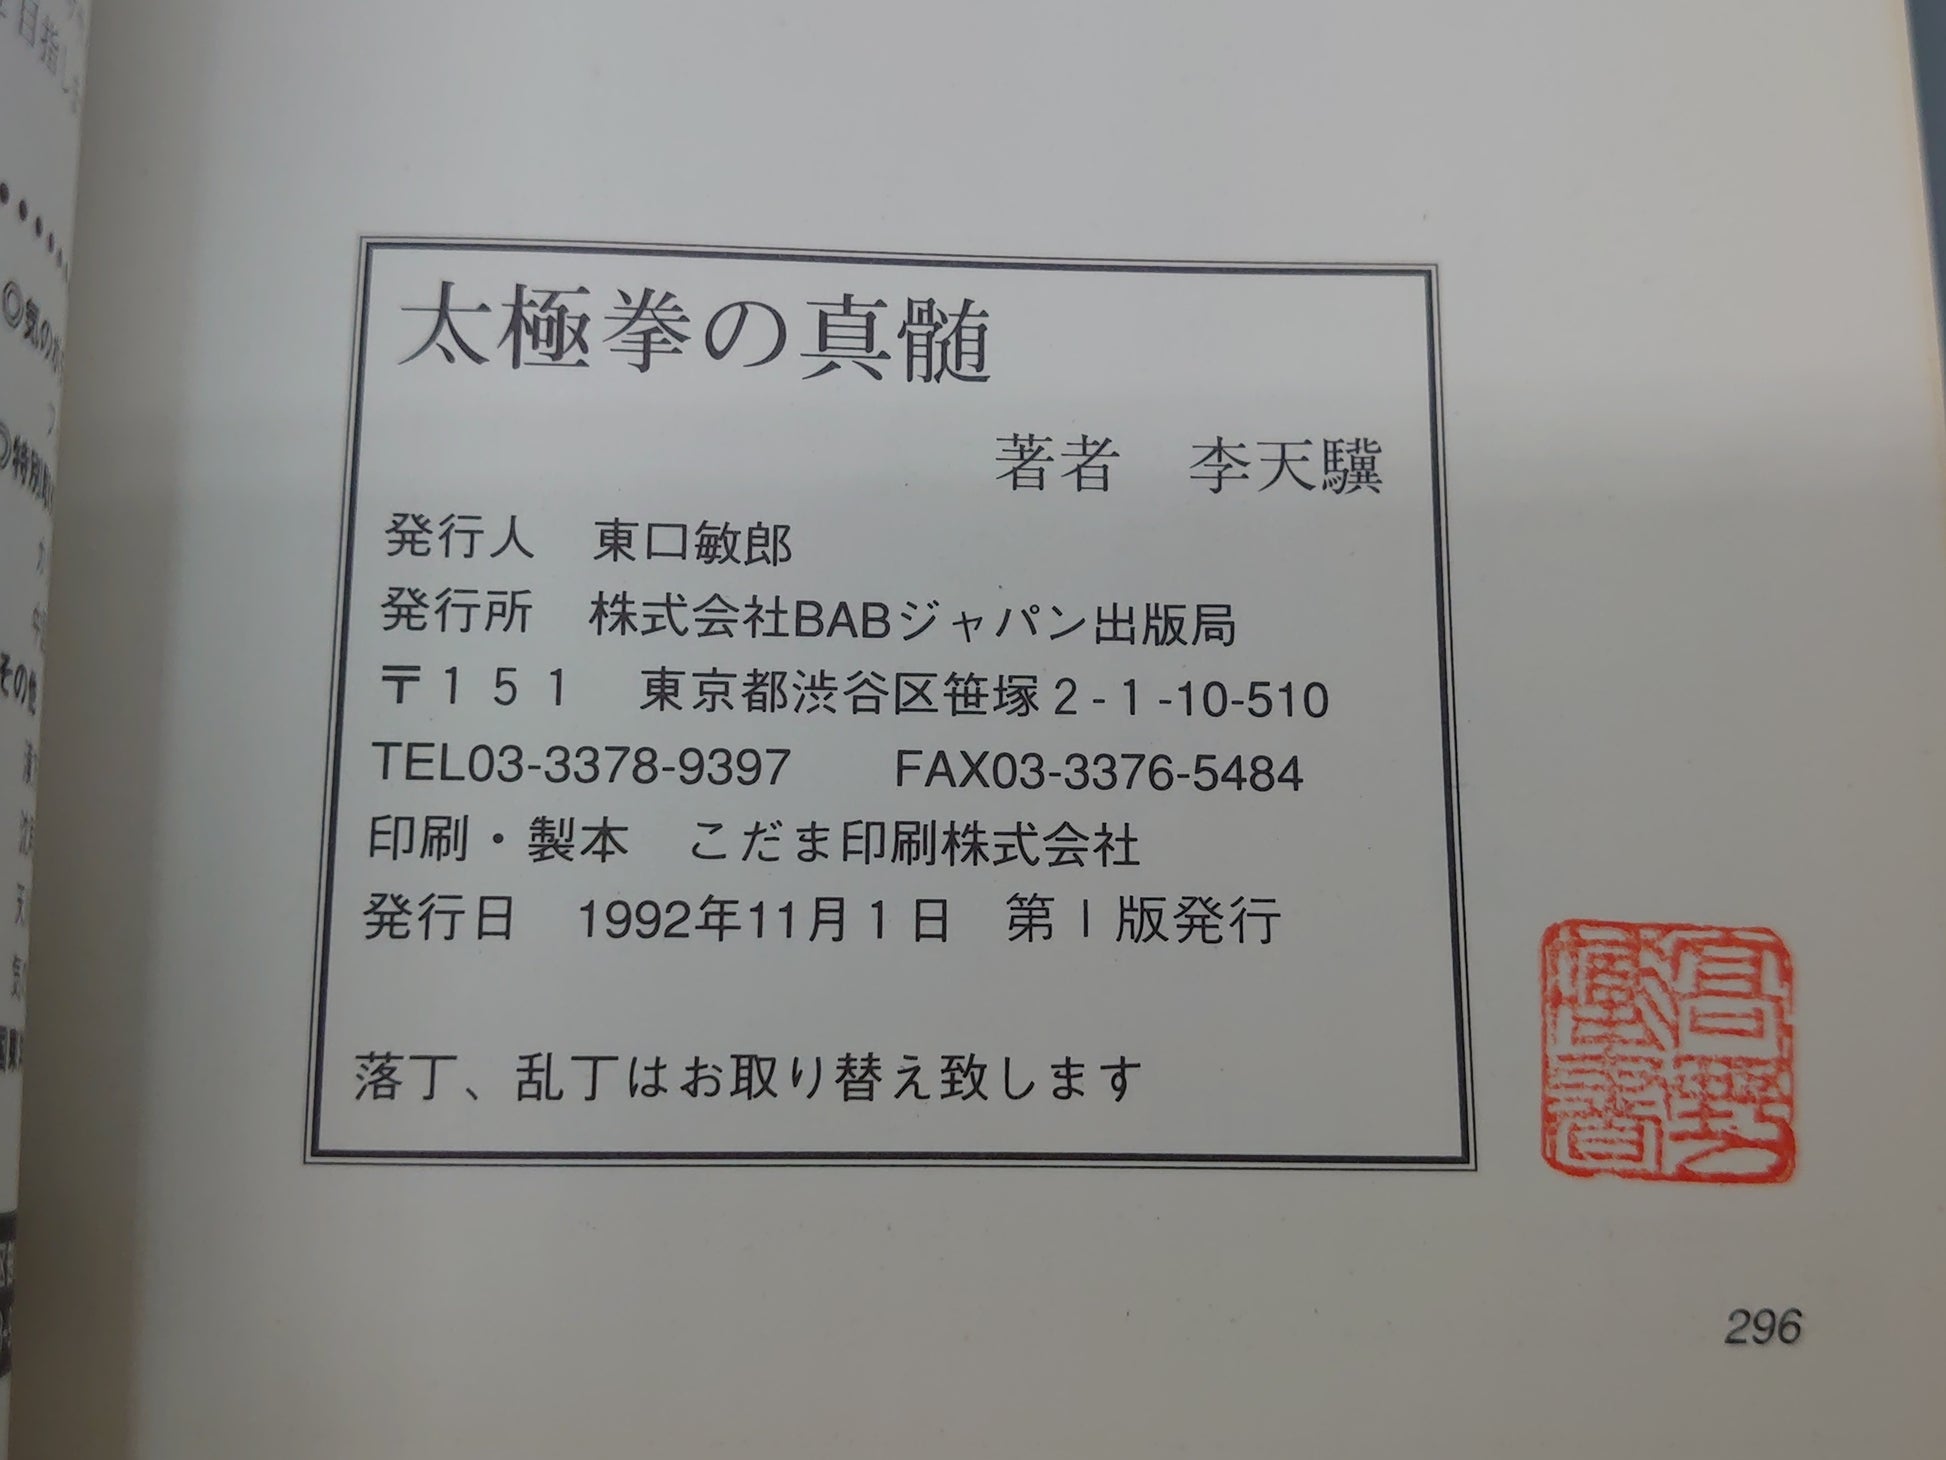 太極拳の真髄
著者　李天驥
発行人　東口敏郎
発行所　株式会社BABジャパン出版局
〒１５１　東京都渋谷区笹塚２-１-10-510
TEL03-3378-9397　FAX03-3376-5484
印刷・製本　こだま印刷株式会社
発行日　1992年11月１日　第１版発行
落丁、乱丁はお取り替え致します
296